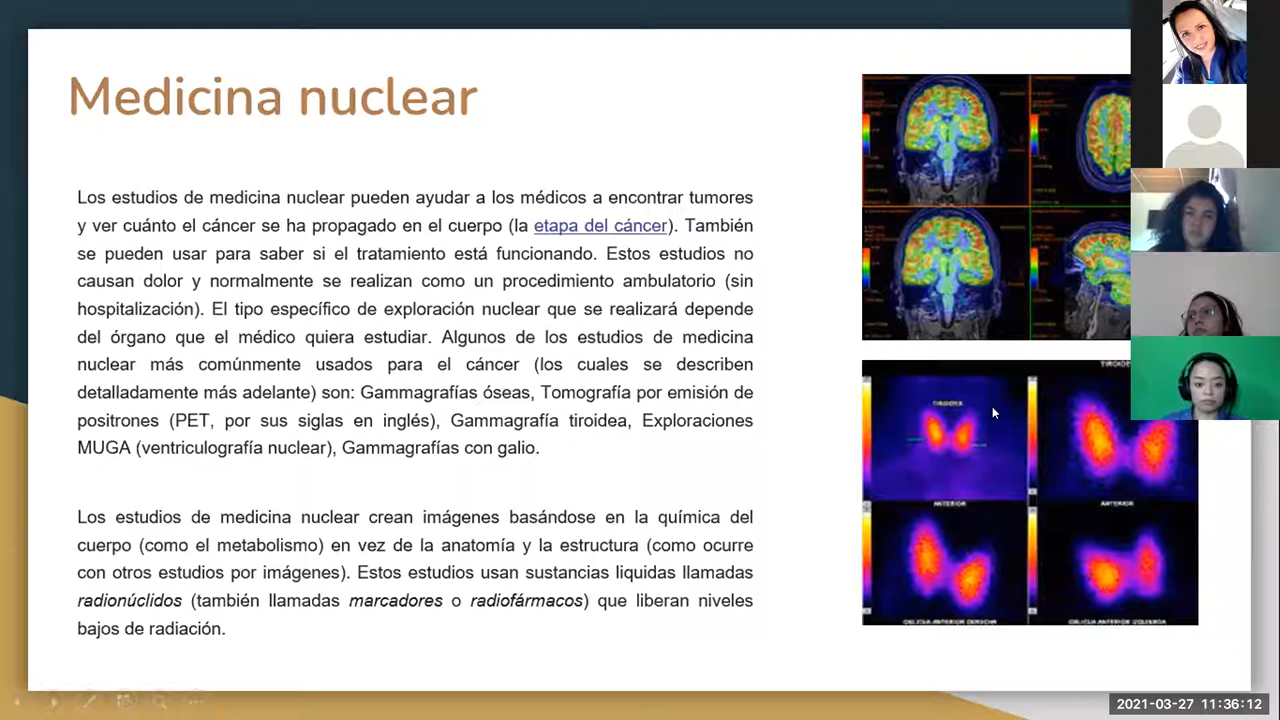 Medicina nuclear
Los estudios de medicina nuclear pueden ayudar a los médicos a encontrar tumores
y ver cuánto el cáncer se ha propagado en el cuerpo (la etapa del cáncer). También
se pueden usar para saber si el tratamiento está funcionando. Estos estudios no
causan dolor y normalmente se realizan como un procedimiento ambulatorio (sin
hospitalización). El tipo específico de exploración nuclear que se realizará depende
del órgano que el médico quiere estudiar. Algunos de los estudios de medicina
nuclear más comúnmente usados para el cáncer (los cuales se describen
detalladamente más adelante) son: Gammagrafías óseas, Tomografía por emisión de
positrones (PET, por sus siglas en inglés), Gammagrafía tiroidea, Exploraciones
MUGA (ventriculografía nuclear), Gammagrafías con galio.
Los estudios de medicina nuclear crean imágenes basándose en la química del
cuerpo (como el metabolismo) en vez de la anatomía y la estructura (como ocurre
con otros estudios por imágenes). Estos estudios usan sustancias liquidas llamadas
radionúclidos (también llamadas marcadores o radiofármacos) que liberan niveles
bajos de radiación.
ANTERIOR
ANTERIOR
OBLICUA ANTERIOR DERECHA
OBLICUA ANTERIOR IZQUIERDA
2021-03-27 11:36:12